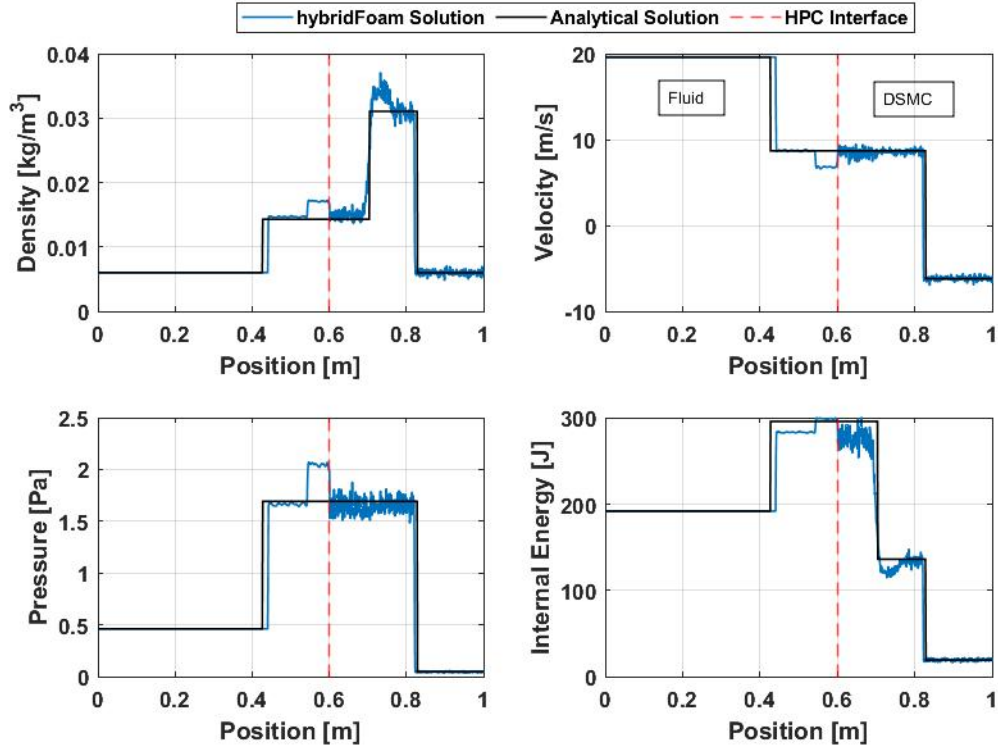 hybridFoam Solution Analytical Solution HPC Interface
Density [kg/m³]
0.04
0.03
0.02
0.01
0
0 0.2 0.4 0.6 0.8 1
Position [m]
Velocity [m/s]
20
10
0
-10
Fluid DSMC
0 0.2 0.4 0.6 0.8 1
Position [m]
Pressure [Pa]
2.5
2
1.5
1
0.5
0
0 0.2 0.4 0.6 0.8 1
Position [m]
Internal Energy [J]
300
200
100
0
0 0.2 0.4 0.6 0.8 1
Position [m]